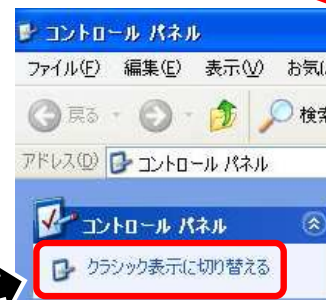 コントロール パネル
ファイル(F) 編集(E) 表示(V) お気
戻る 検索
アドレス(D) コントロール パネル
コントロール パネル
クラシック表示に切り替える